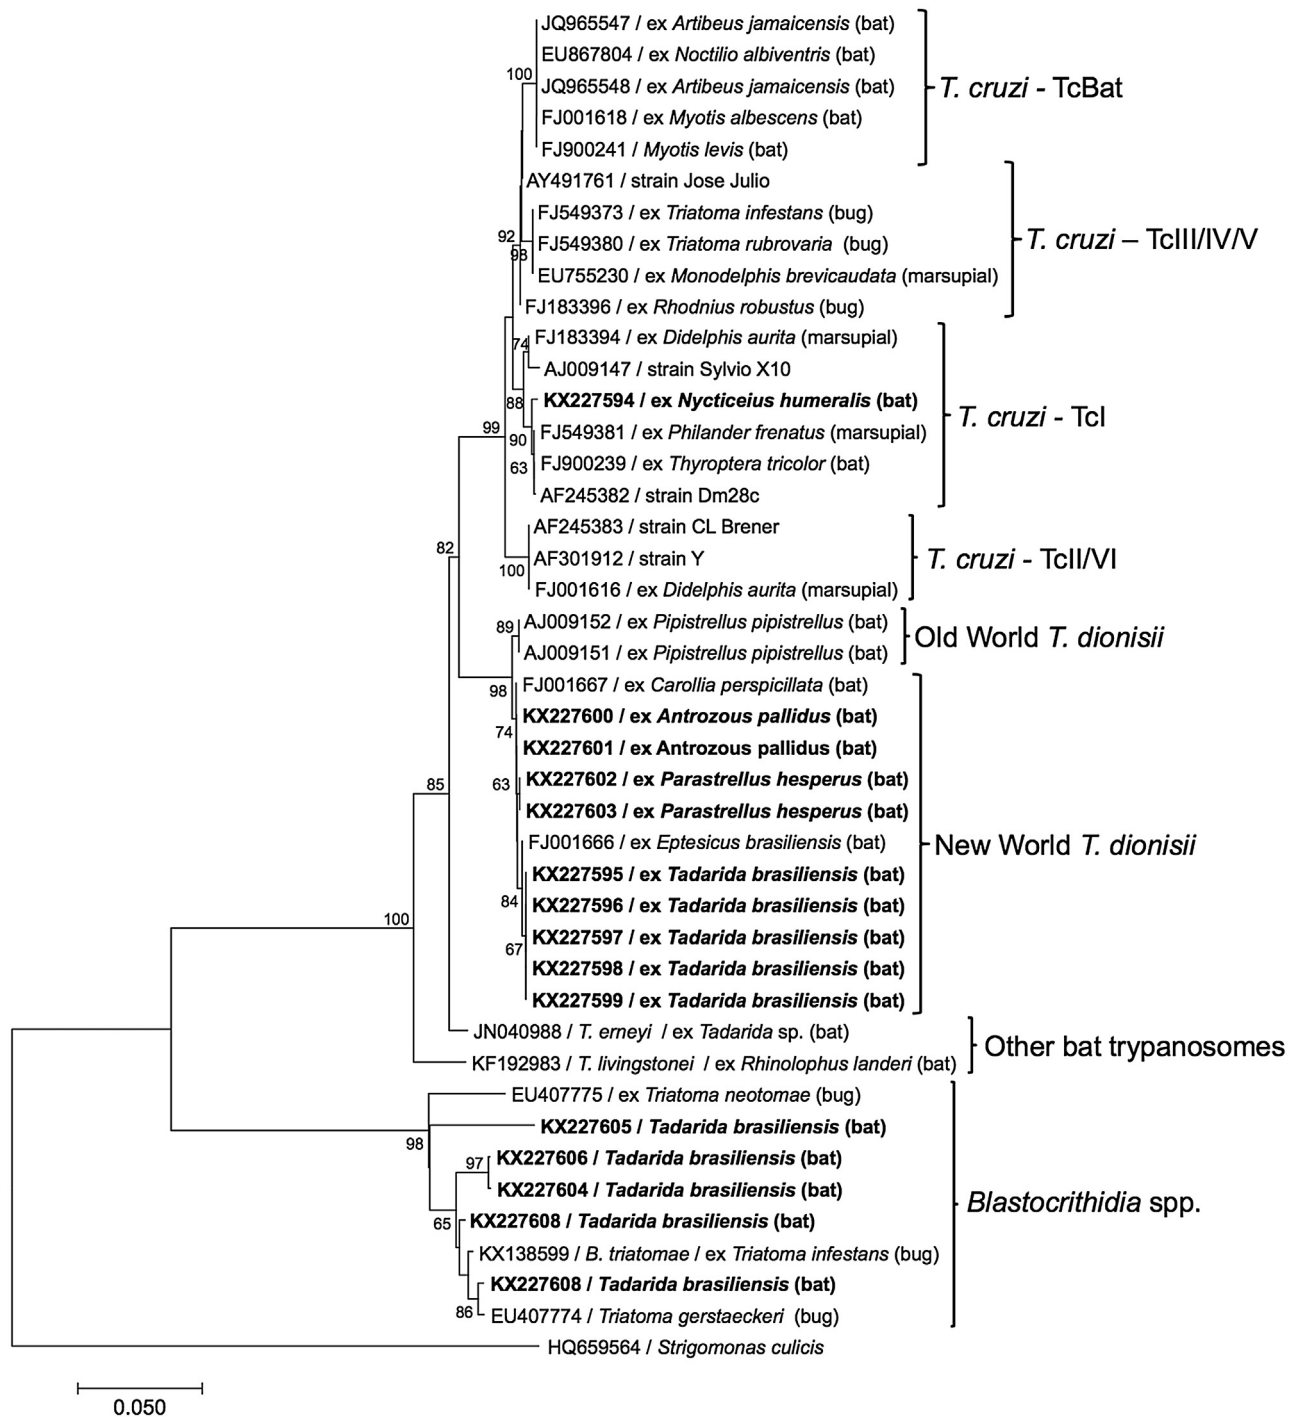 JQ965547 / ex Artibeus jamaicensis (bat)
EU867804 / ex Noctilio albiventris (bat)
100
JQ965548 / ex Artibeus jamaicensis (bat)
T. cruzi - TcBat
FJ001618 / ex Myotis albescens (bat)
FJ900241 / Myotis levis (bat)
AY491761 / strain Jose Julio
FJ549373 / ex Triatoma infestans (bug)
92
FJ549380 / ex Triatoma rubrovaria (bug)
T. cruzi – TcIII/IV/V
98
EU755230 / ex Monodelphis brevicaudata (marsupial)
FJ183396 / ex Rhodnius robustus (bug)
FJ183394 / ex Didelphis aurita (marsupial)
74
AJ009147 / strain Sylvio X10
88
KX227594 / ex Nycticeius humeralis (bat)
T. cruzi - TcI
99
90
FJ549381 / ex Philander frenatus (marsupial)
63
FJ900239 / ex Thyroptera tricolor (bat)
AF245382 / strain Dm28c
AF245383 / strain CL Brener
82
AF301912 / strain Y
T. cruzi - TcII/VI
100
FJ001616 / ex Didelphis aurita (marsupial)
89
AJ009152 / ex Pipistrellus pipistrellus (bat)
Old World T. dionisii
AJ009151 / ex Pipistrellus pipistrellus (bat)
98
FJ001667 / ex Carollia perspicillata (bat)
KX227600 / ex Antrozous pallidus (bat)
74
KX227601 / ex Antrozous pallidus (bat)
85
63
KX227602 / ex Parastrellus hesperus (bat)
KX227603 / ex Parastrellus hesperus (bat)
FJ001666 / ex Eptesicus brasiliensis (bat)
New World T. dionisii
KX227595 / ex Tadarida brasiliensis (bat)
84
KX227596 / ex Tadarida brasiliensis (bat)
100
KX227597 / ex Tadarida brasiliensis (bat)
67
KX227598 / ex Tadarida brasiliensis (bat)
KX227599 / ex Tadarida brasiliensis (bat)
JN040988 / T. erneyi / ex Tadarida sp. (bat)
Other bat trypanosomes
KF192983 / T. livingstonei / ex Rhinolophus landeri (bat)
EU407775 / ex Triatoma neotomae (bug)
KX227605 / Tadarida brasiliensis (bat)
98
97
KX227606 / Tadarida brasiliensis (bat)
KX227604 / Tadarida brasiliensis (bat)
Blastocrithidia spp.
65
KX227608 / Tadarida brasiliensis (bat)
KX138599 / B. triatomae / ex Triatoma infestans (bug)
KX227608 / Tadarida brasiliensis (bat)
86
EU407774 / Triatoma gerstaeckeri (bug)
HQ659564 / Strigomonas culicis
0.050